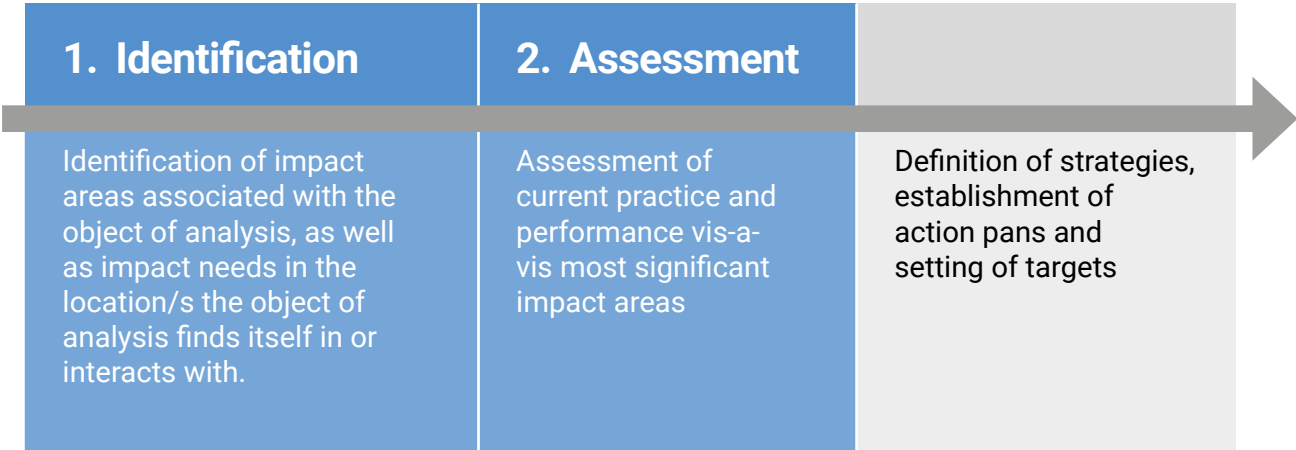 1. Identification
Identification of impact
areas associated with the
object of analysis, as well
as impact needs in the
location/s the object of
analysis finds itself in or
interacts with.
2. Assessment
Assessment of
current practice and
performance vis-a-
vis most significant
impact areas
Definition of strategies,
establishment of
action pans and
setting of targets